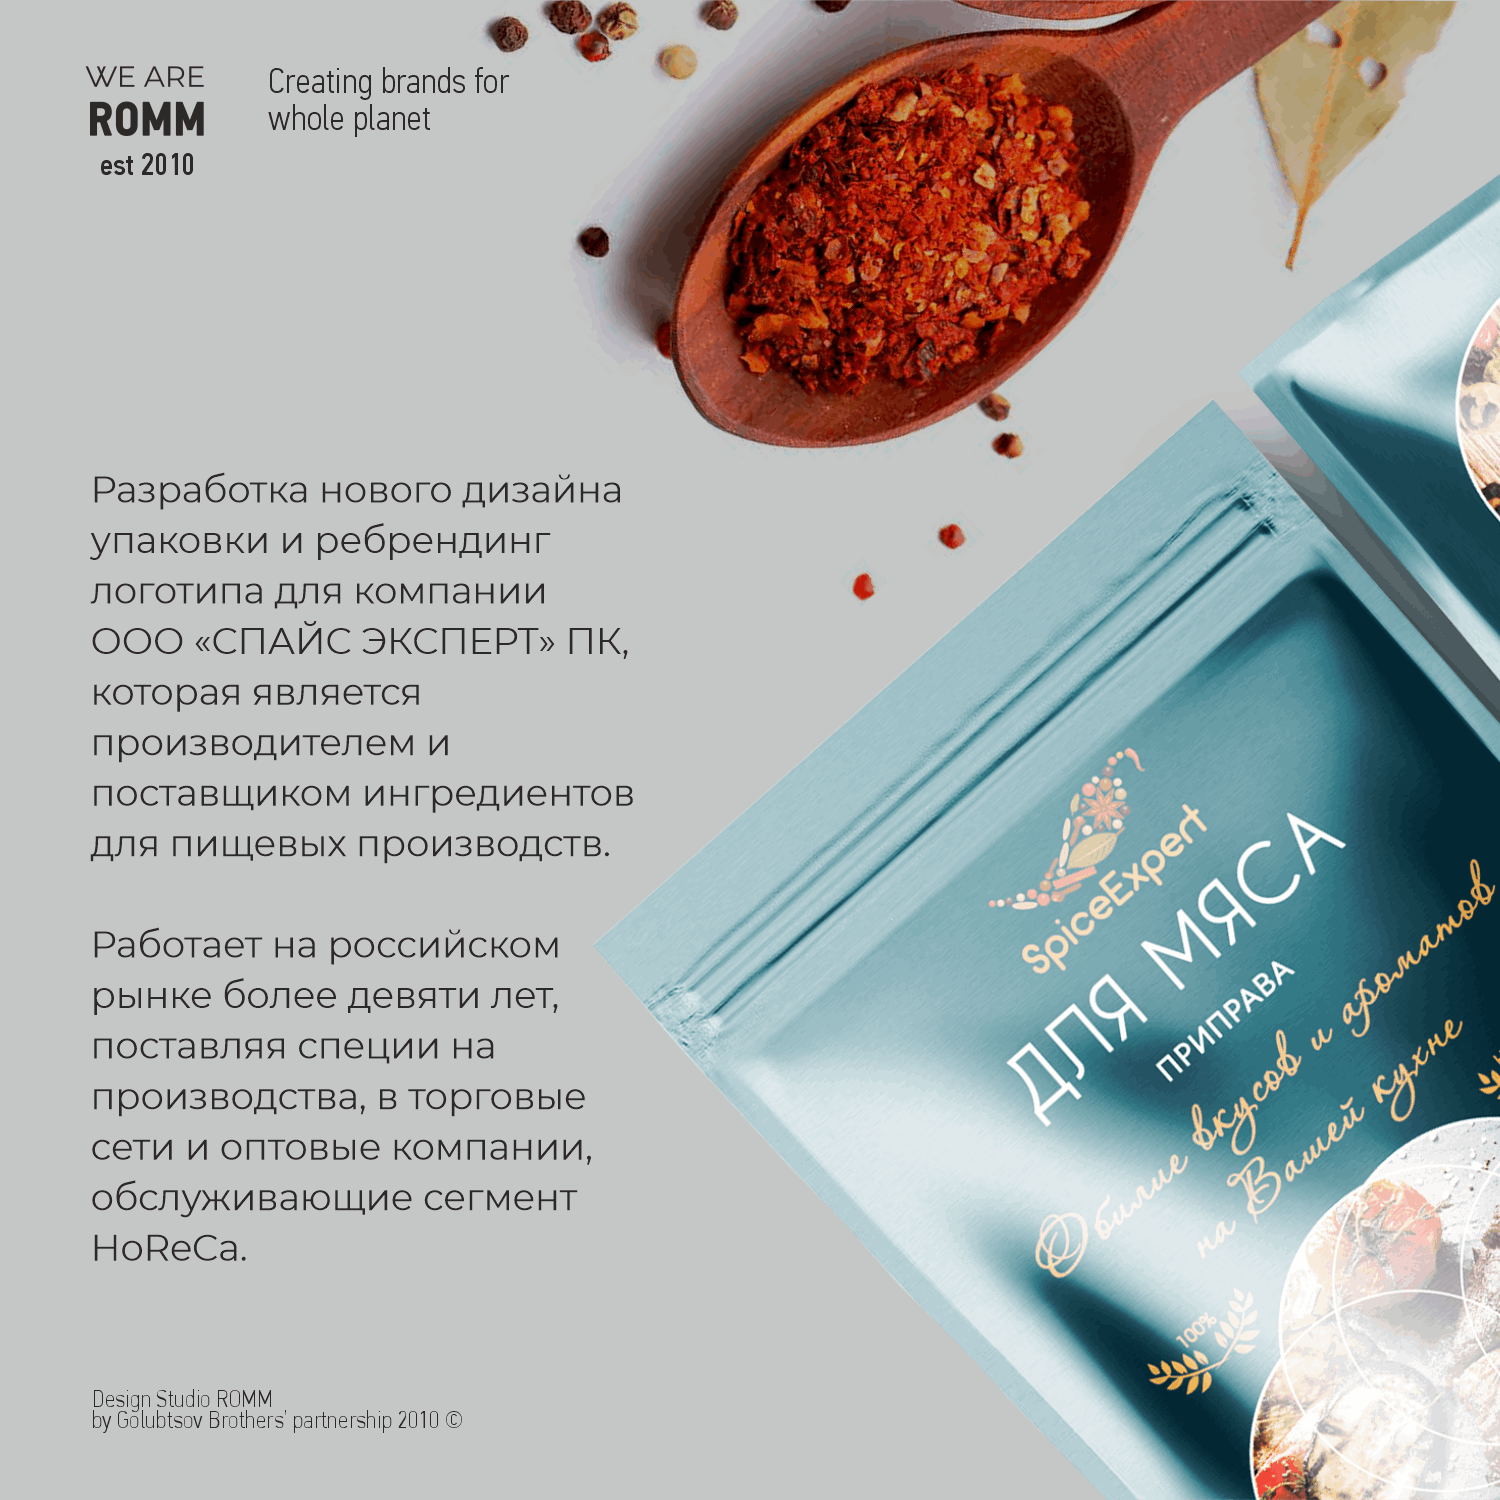 WE ARE
ROMM
est 2010
Creating brands for
whole planet
Разработка нового дизайна
упаковки и ребрендинг
логотипа для компании
ООО «СПАЙС ЭКСПЕРТ» ПК,
которая является
производителем и
поставщиком ингредиентов
для пищевых производств.
Работает на российском
рынке более девяти лет,
поставляя специи на
производства, в торговые
сети и оптовые компании,
обслуживающие сегмент
HoReCa.
SpiceExpert
ДЛЯ МЯСА
ПРИПРАВА
Обилие вкусов и ароматов
на Вашей кухне
100%
Design Studio ROMM
by Golubtsov Brothers' partnership 2010 ©